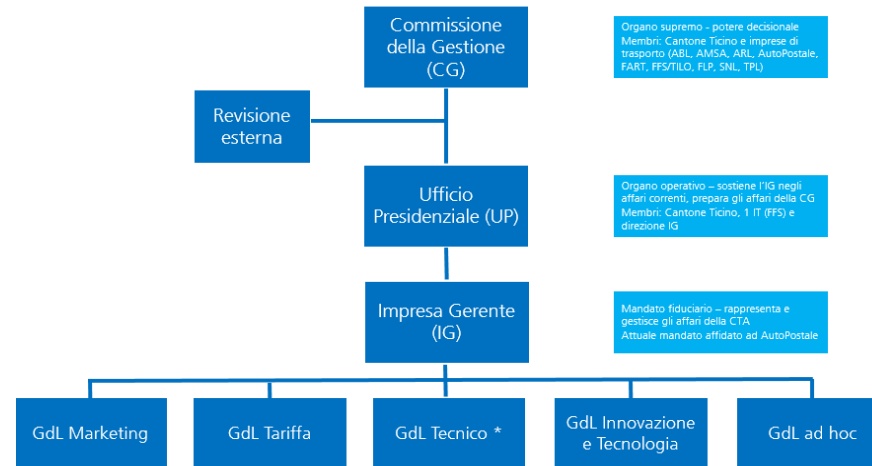 Commissione
della Gestione
(CG)
Organo supremo - potere decisionale
Membri: Cantone Ticino e imprese di
trasporto (ABL, AMSA, ARL, AutoPostale,
FART, FFS/TILO, FLP, SNL, TPL)
Revisione
esterna
Ufficio
Presidenziale (UP)
Organo operativo – sostiene l'IG negli
affari correnti, prepara gli affari della CG
Membri: Cantone Ticino, 1 IT (FFS) e
direzione IG
Impresa Gerente
(IG)
Mandato fiduciario – rappresenta e
gestisce gli affari della CTA
Attuale mandato affidato ad AutoPostale
GdL Marketing
GdL Tariffa
GdL Tecnico *
GdL Innovazione
e Tecnologia
GdL ad hoc